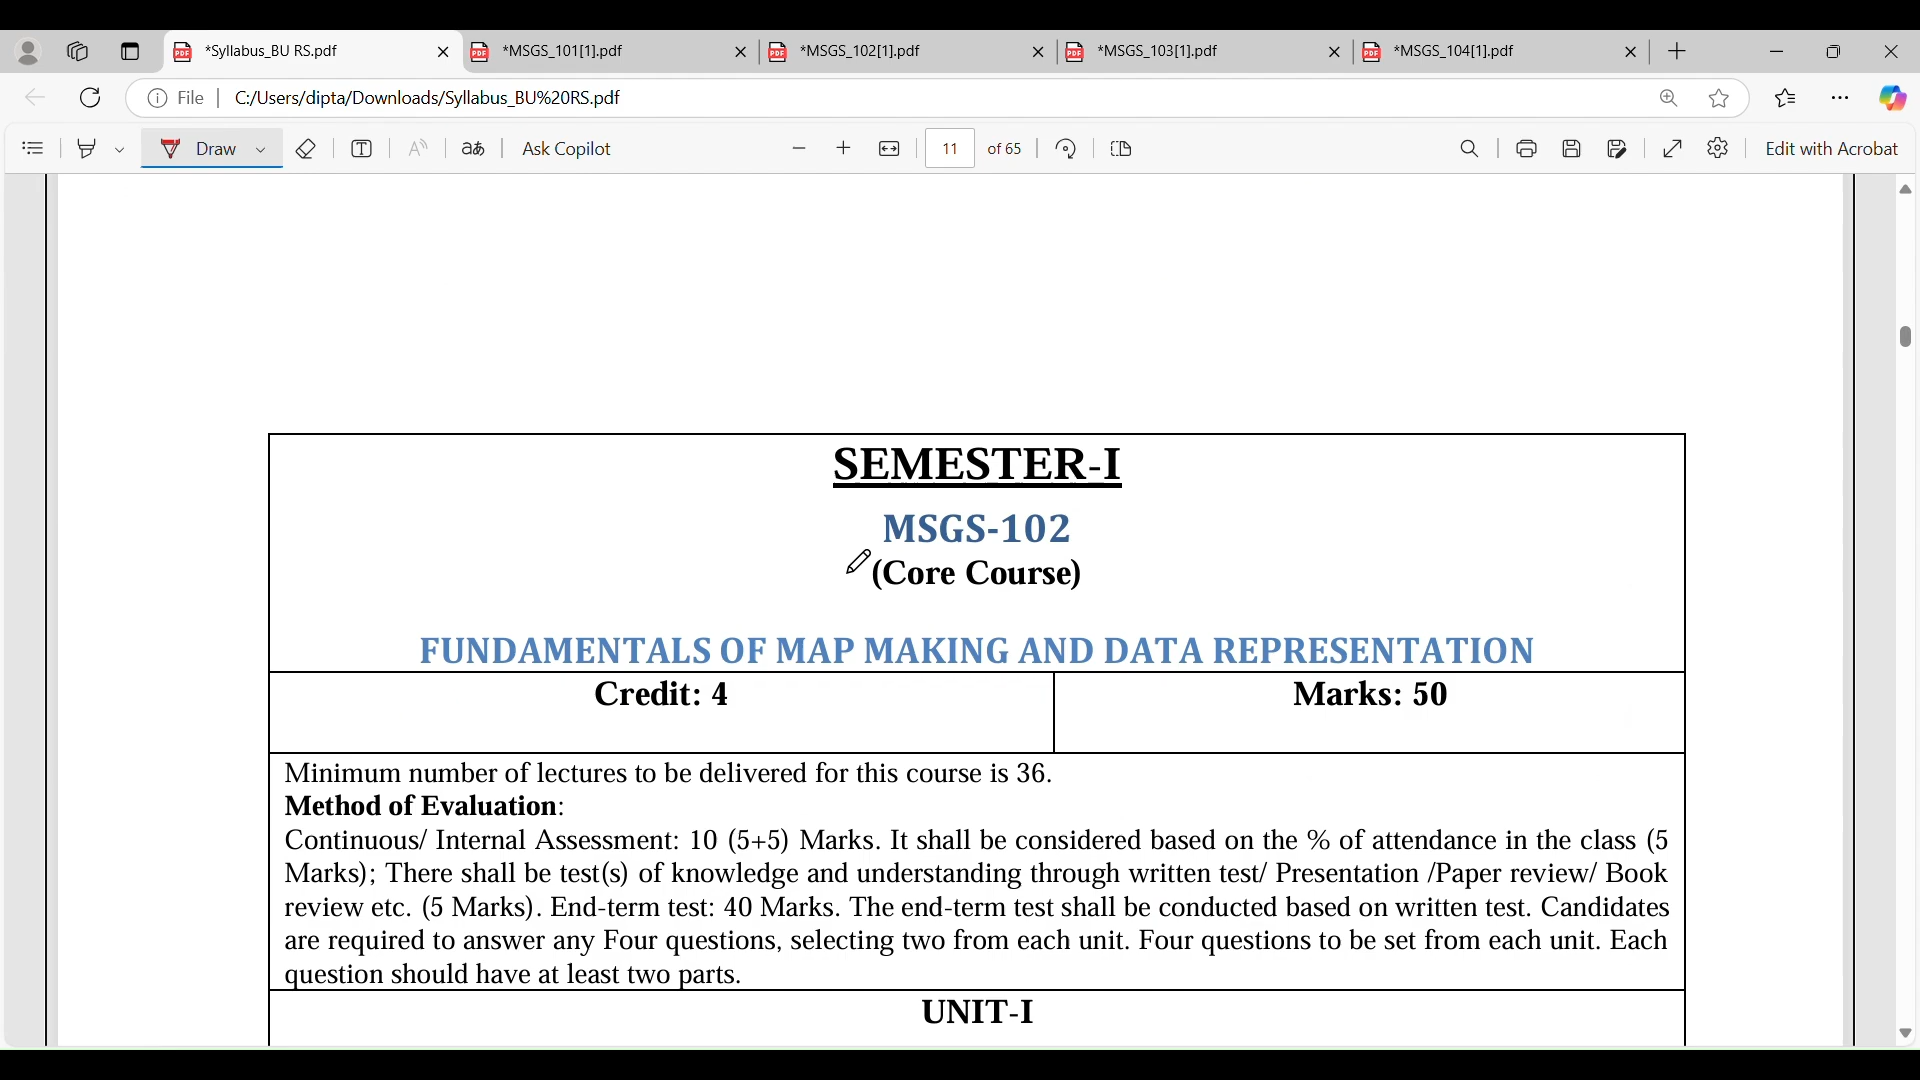 *Syllabus_BU RS.pdf
*MSGS_101[1].pdf
*MSGS_102[1].pdf
*MSGS_103[1].pdf
*MSGS_104[1].pdf
File
C:/Users/dipta/Downloads/Syllabus_BU%20RS.pdf
Draw
Ask Copilot
11
of 65
Edit with Acrobat
SEMESTER-I
MSGS-102
(Core Course)
FUNDAMENTALS OF MAP MAKING AND DATA REPRESENTATION
Credit: 4
Marks: 50
Minimum number of lectures to be delivered for this course is 36.
Method of Evaluation:
Continuous/ Internal Assessment: 10 (5+5) Marks. It shall be considered based on the % of attendance in the class (5
Marks); There shall be test(s) of knowledge and understanding through written test/ Presentation /Paper review/ Book
review etc. (5 Marks). End-term test: 40 Marks. The end-term test shall be conducted based on written test. Candidates
are required to answer any Four questions, selecting two from each unit. Four questions to be set from each unit. Each
question should have at least two parts.
UNIT-I